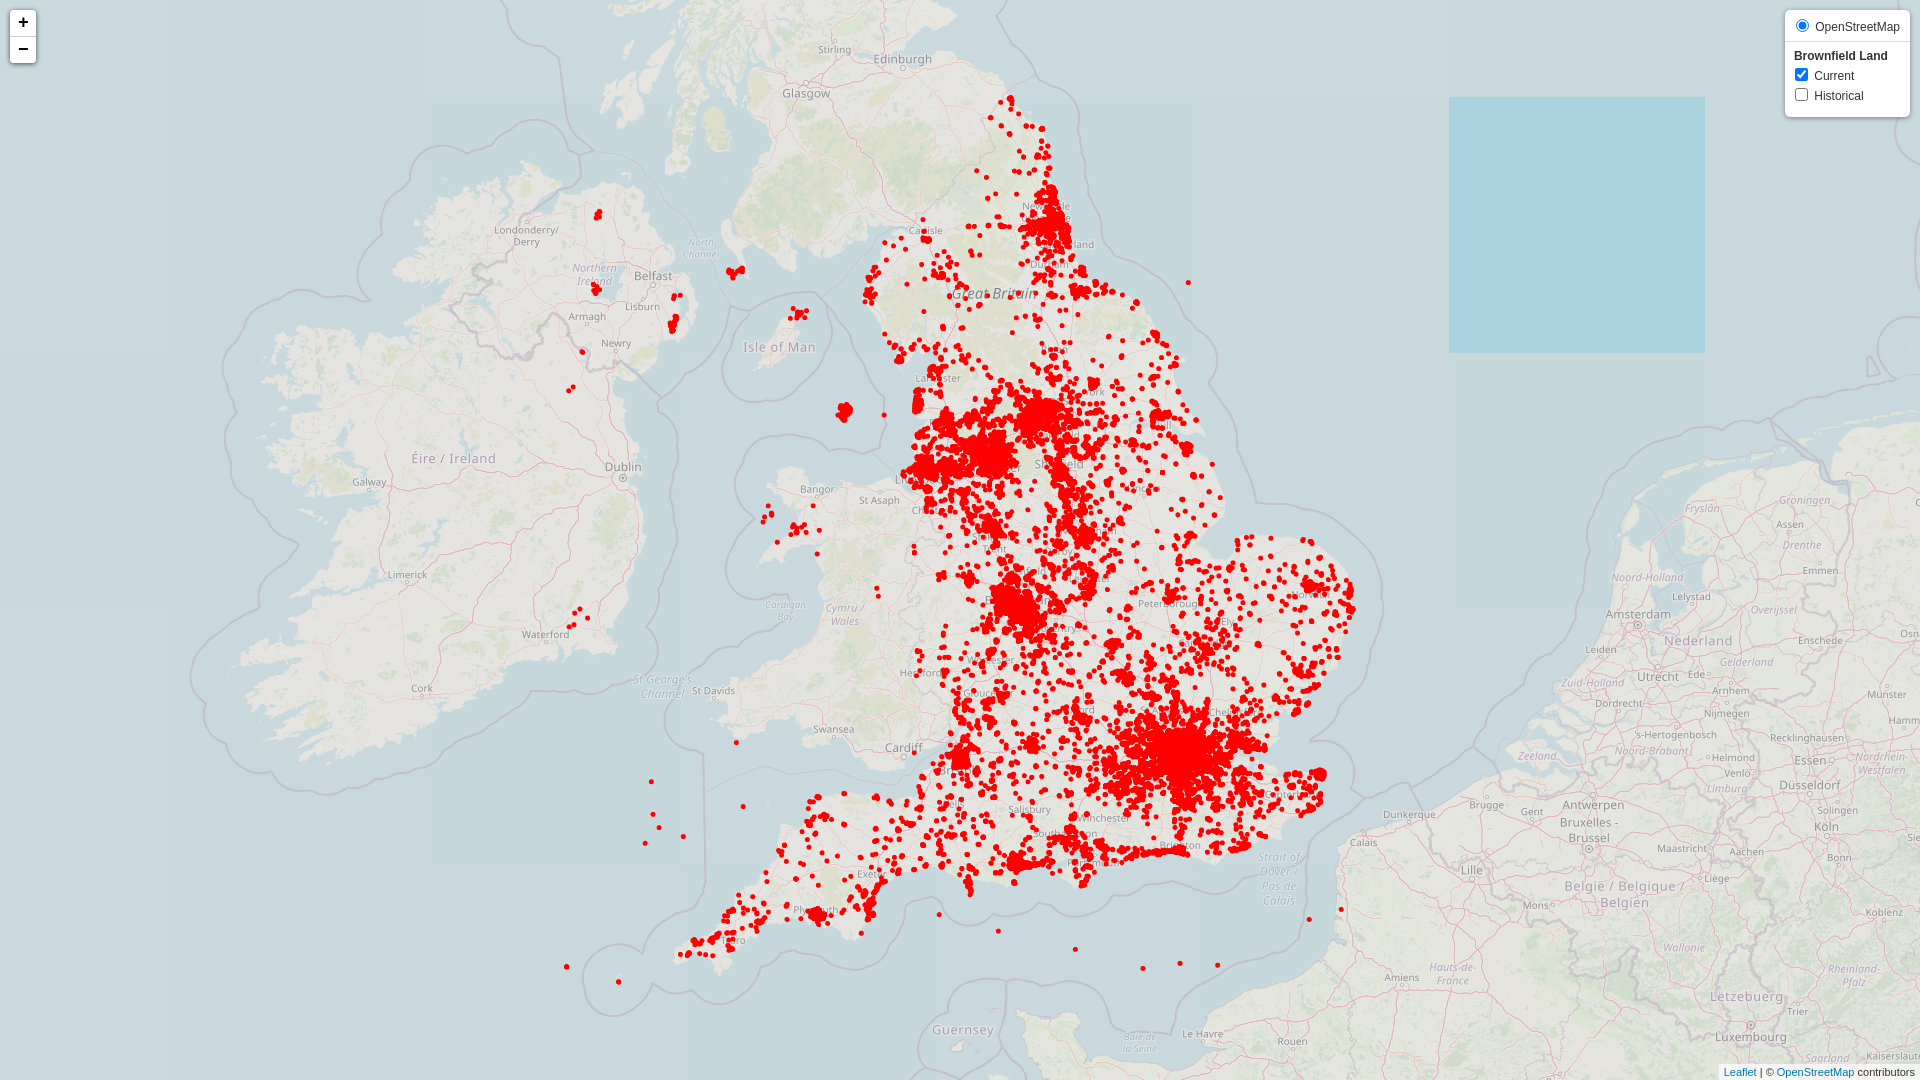 +
−
OpenStreetMap
Brownfield Land
Current
Historical
Stirling
Edinburgh
Glasgow
Londonderry/
Derry
North
Channel
Carlisle
Northern
Ireland
Belfast
Lisburn
Durham
Great Britain
Armagh
Newry
Isle of Man
Lancaster
Éire / Ireland
Dublin
Galway
Bangor
St Asaph
Fryslân
Groningen
Assen
Drenthe
Emmen
Limerick
Noord-Holland
Lelystad
Overijssel
Cardigan
Bay
Cymru /
Wales
Peterborough
Ely
Amsterdam
Enschede
Waterford
Leiden
Nederland
Gelderland
Worcester
Hereford
St George's
Channel
Cork
St Davids
Zuid-Holland
Utrecht
Ede
Arnhem
Münster
Dordrecht
Nijmegen
Swansea
Cardiff
's-Hertogenbosch
Zeeland
Noord-Brabant
Recklinghausen
Helmond
Venlo
Essen
Nordrhein-
Westfalen
Limburg
Düsseldorf
Solingen
Köln
Brugge
Antwerpen
Gent
Salisbury
Winchester
Dunkerque
Bruxelles -
Brussel
Calais
Brighton
Maastricht
Aachen
Bonn
Strait of
Dover /
Pas de
Calais
Exeter
Lille
Liège
België / Belgique /
Belgien
Mons
Koblenz
Plymouth
Truro
Wallonie
Amiens
Hauts-de-
France
Rheinland-
Pfalz
Lëtzebuerg
Trier
Guernsey
Le Havre
Baie de
la Seine
Rouen
Luxembourg
Saarland
Kaiserslautern
Leaflet | © OpenStreetMap contributors